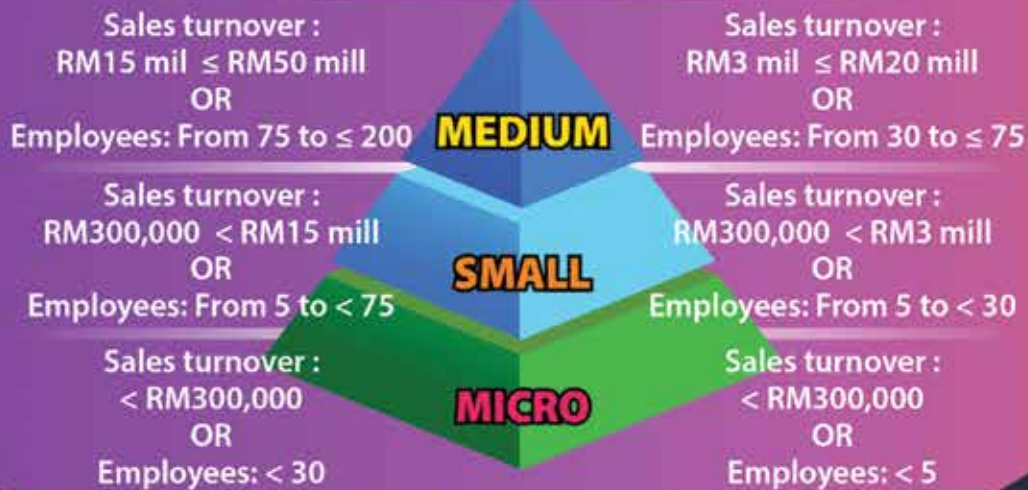 Sales turnover :
RM15 mil ≤ RM50 mill
OR
Employees: From 75 to ≤ 200
MEDIUM
Sales turnover :
RM3 mil ≤ RM20 mill
OR
Employees: From 30 to ≤ 75
Sales turnover :
RM300,000 < RM15 mill
OR
Employees: From 5 to < 75
SMALL
Sales turnover :
RM300,000 < RM3 mill
OR
Employees: From 5 to < 30
Sales turnover :
< RM300,000
OR
Employees: < 30
MICRO
Sales turnover :
< RM300,000
OR
Employees: < 5